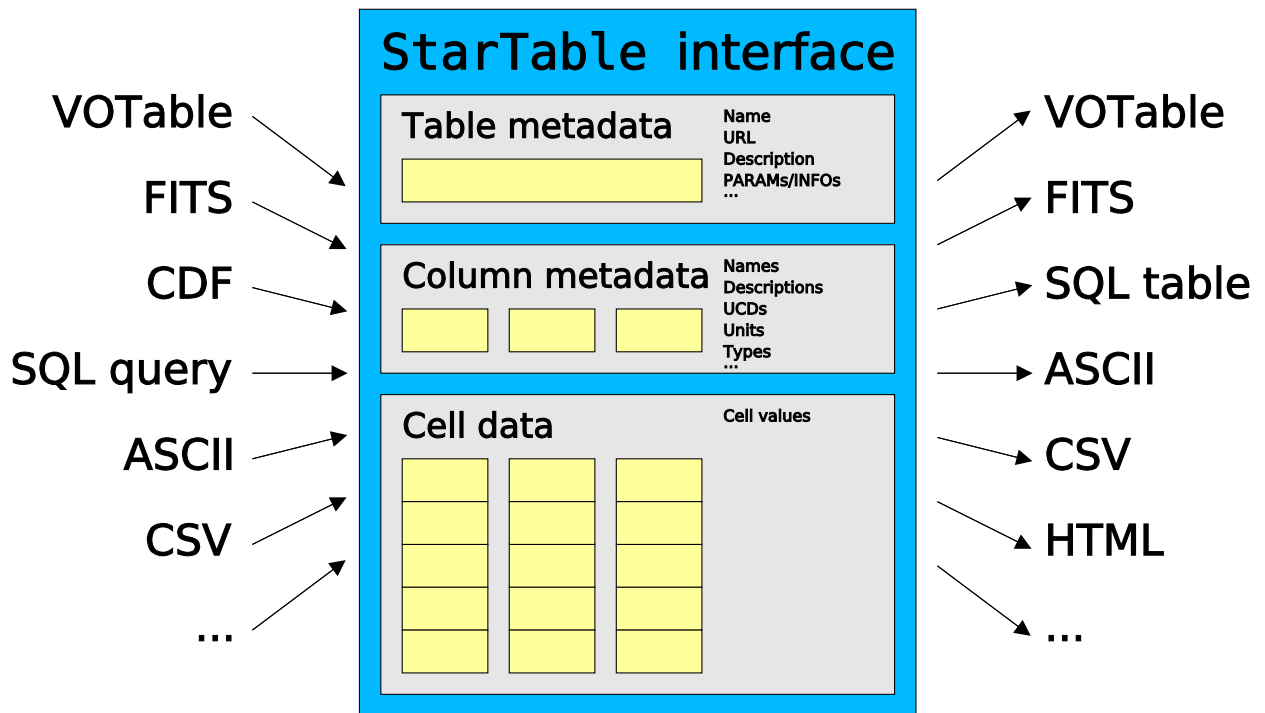 StarTable interface
VOTable
FITS
CDF
SQL query
ASCII
CSV
...
Table metadata
Name
URL
Description
PARAMs/INFOs
...
Column metadata
Names
Descriptions
UCDs
Units
Types
...
Cell data
Cell values
VOTable
FITS
SQL table
ASCII
CSV
HTML
...